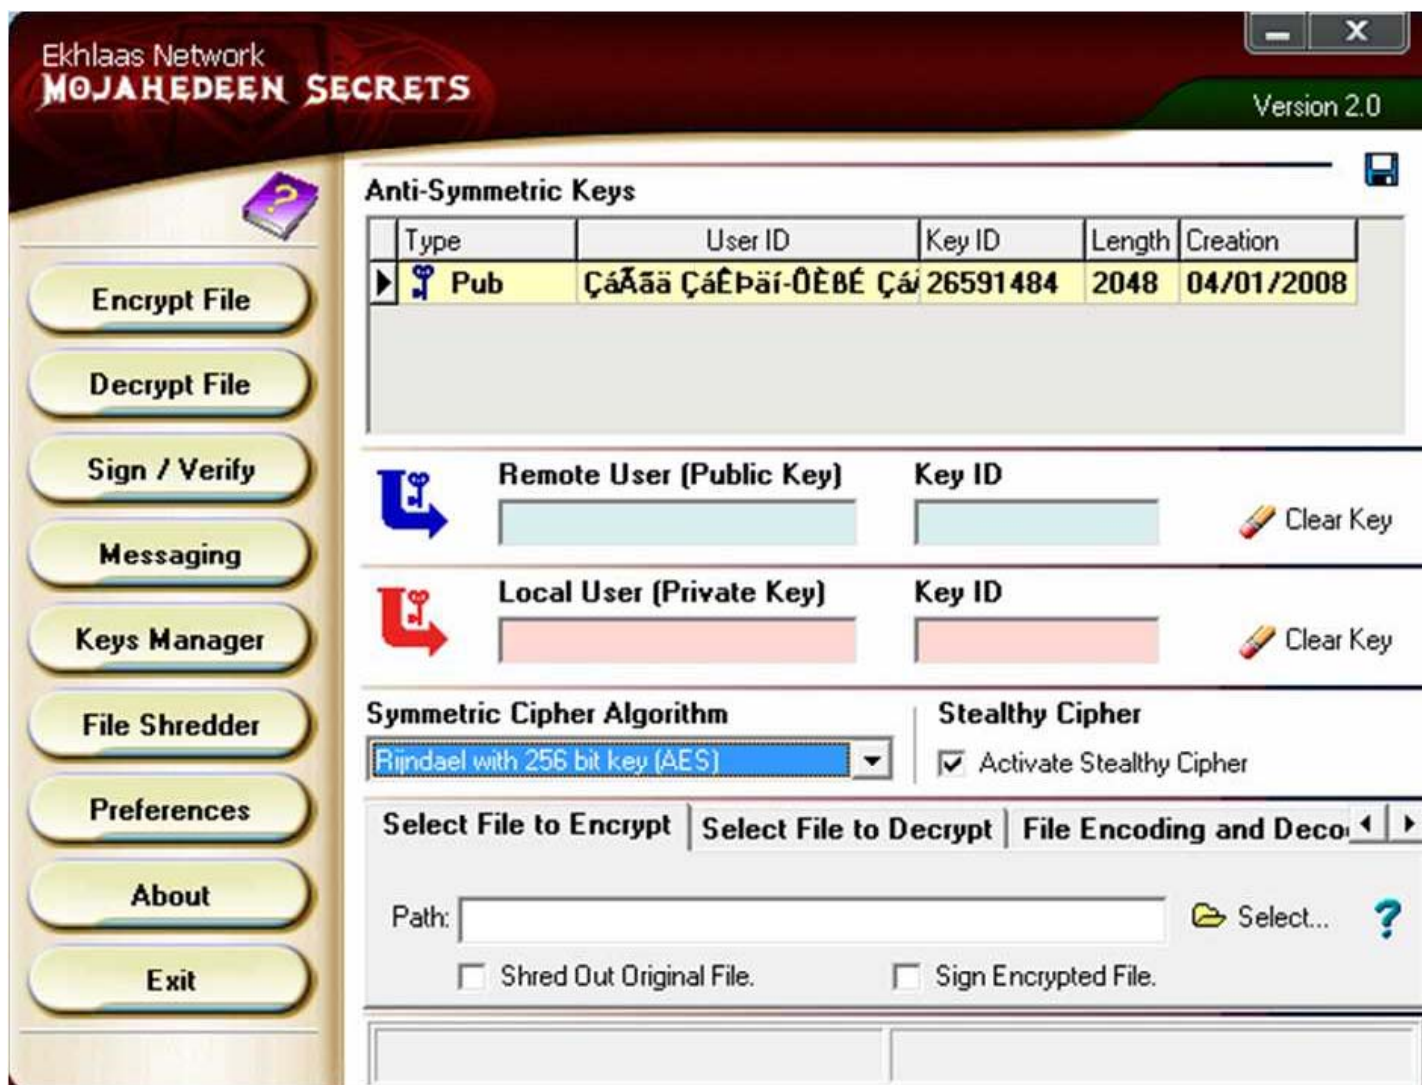 Ekhlaas Network
MOJAHEDEEN SECRETS
Version 2.0
Anti-Symmetric Keys
Type User ID Key ID Length Creation
Pub ÇáÃãä ÇáÊÞäí-ÔÈßÉ Çá 26591484 2048 04/01/2008
Encrypt File
Decrypt File
Sign / Verify
Messaging
Keys Manager
File Shredder
Preferences
About
Exit
Remote User (Public Key) Key ID
Clear Key
Local User (Private Key) Key ID
Clear Key
Symmetric Cipher Algorithm
Rijndael with 256 bit key (AES)
Stealthy Cipher
Activate Stealthy Cipher
Select File to Encrypt Select File to Decrypt File Encoding and Deco
Path:
Select...
?
Shred Out Original File. Sign Encrypted File.